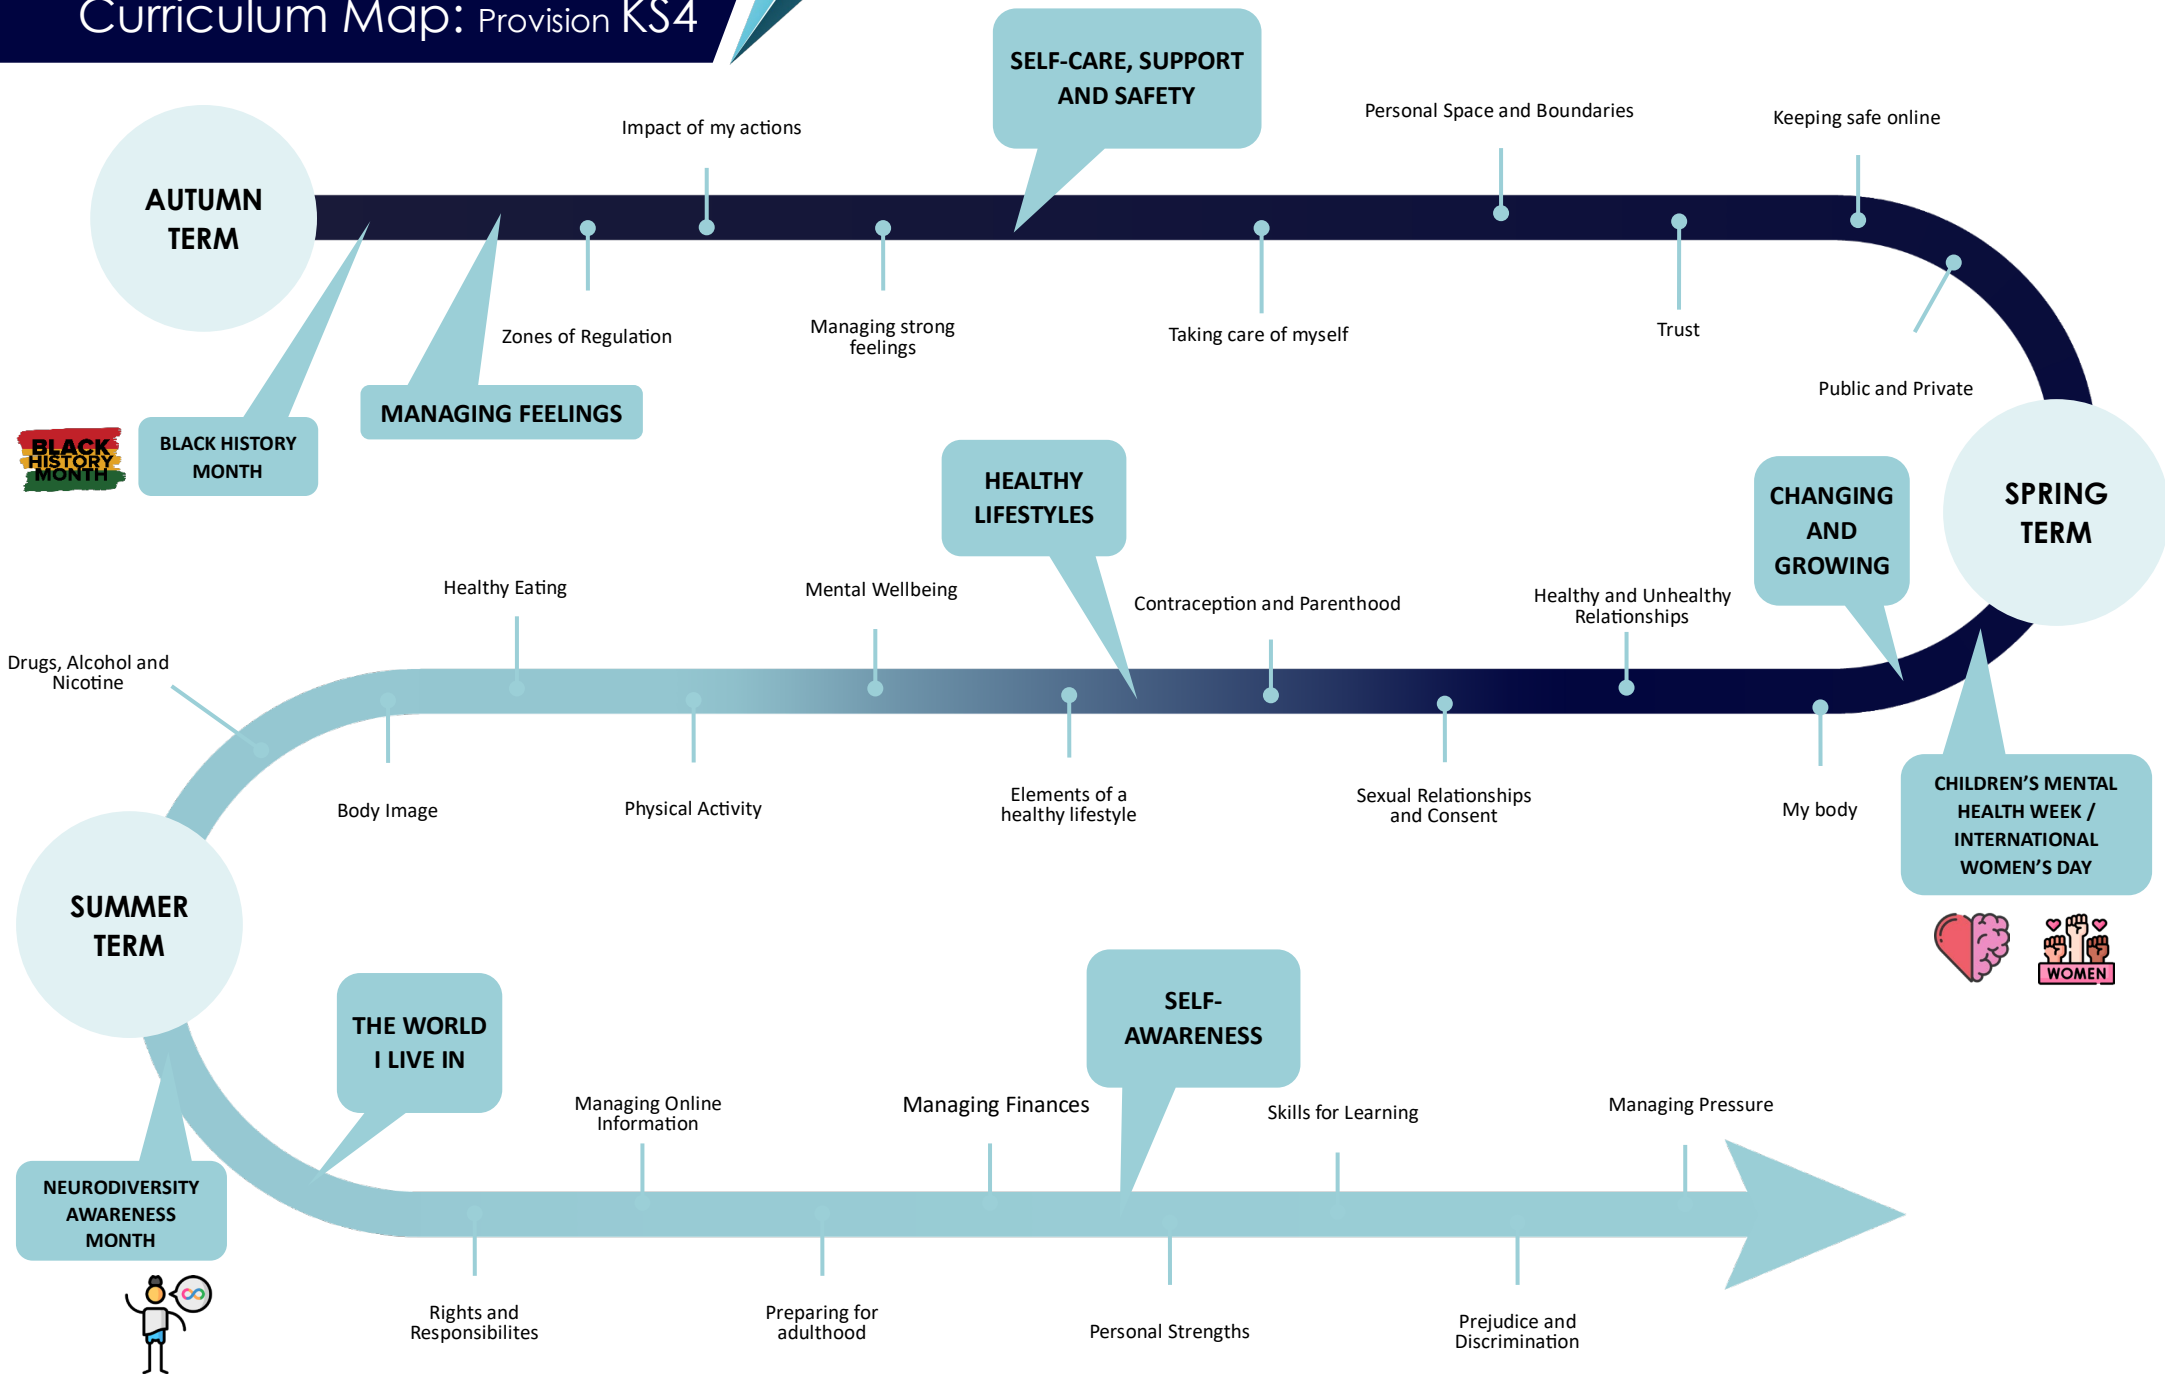 Curriculum Map: Provision KS4
SELF-CARE, SUPPORT
AND SAFETY
Impact of my actions
Personal Space and Boundaries
Keeping safe online
AUTUMN
TERM
Zones of Regulation
Managing strong
feelings
Taking care of myself
Trust
Public and Private
MANAGING FEELINGS
BLACK
HISTORY
MONTH
BLACK HISTORY
MONTH
HEALTHY
LIFESTYLES
CHANGING
AND
GROWING
SPRING
TERM
Healthy Eating
Mental Wellbeing
Contraception and Parenthood
Healthy and Unhealthy
Relationships
Drugs, Alcohol and
Nicotine
Body Image
Physical Activity
Elements of a
healthy lifestyle
Sexual Relationships
and Consent
My body
CHILDREN’S MENTAL
HEALTH WEEK /
INTERNATIONAL
WOMEN’S DAY
WOMEN
SUMMER
TERM
THE WORLD
I LIVE IN
SELF-
AWARENESS
Managing Online
Information
Managing Finances
Skills for Learning
Managing Pressure
NEURODIVERSITY
AWARENESS
MONTH
Rights and
Responsibilites
Preparing for
adulthood
Personal Strengths
Prejudice and
Discrimination